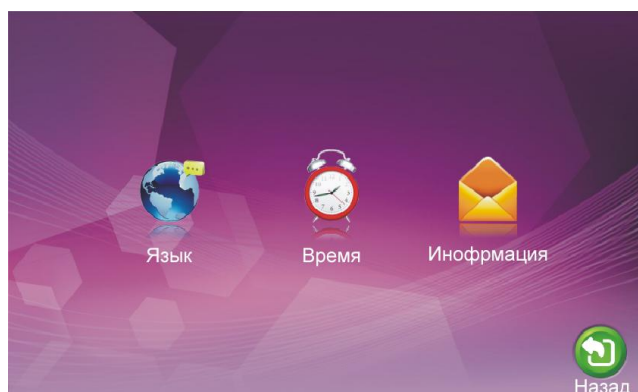 Язык
Время
Инофрмация
Назад